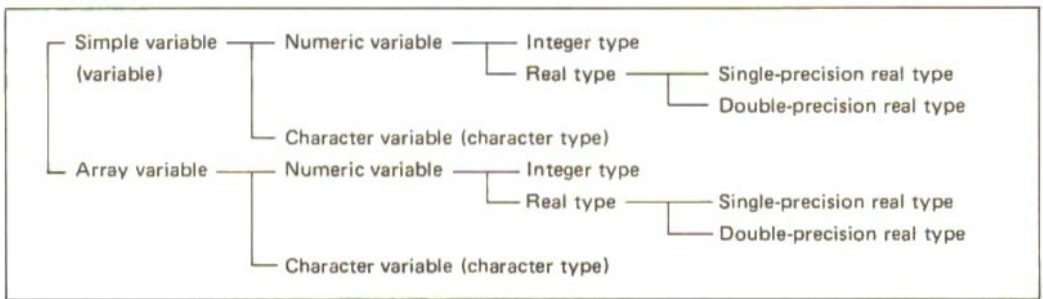 Simple variable Numeric variable Integer type
(variable) Real type Single-precision real type
Double-precision real type
Character variable (character type)
Array variable Numeric variable Integer type
Real type Single-precision real type
Double-precision real type
Character variable (character type)